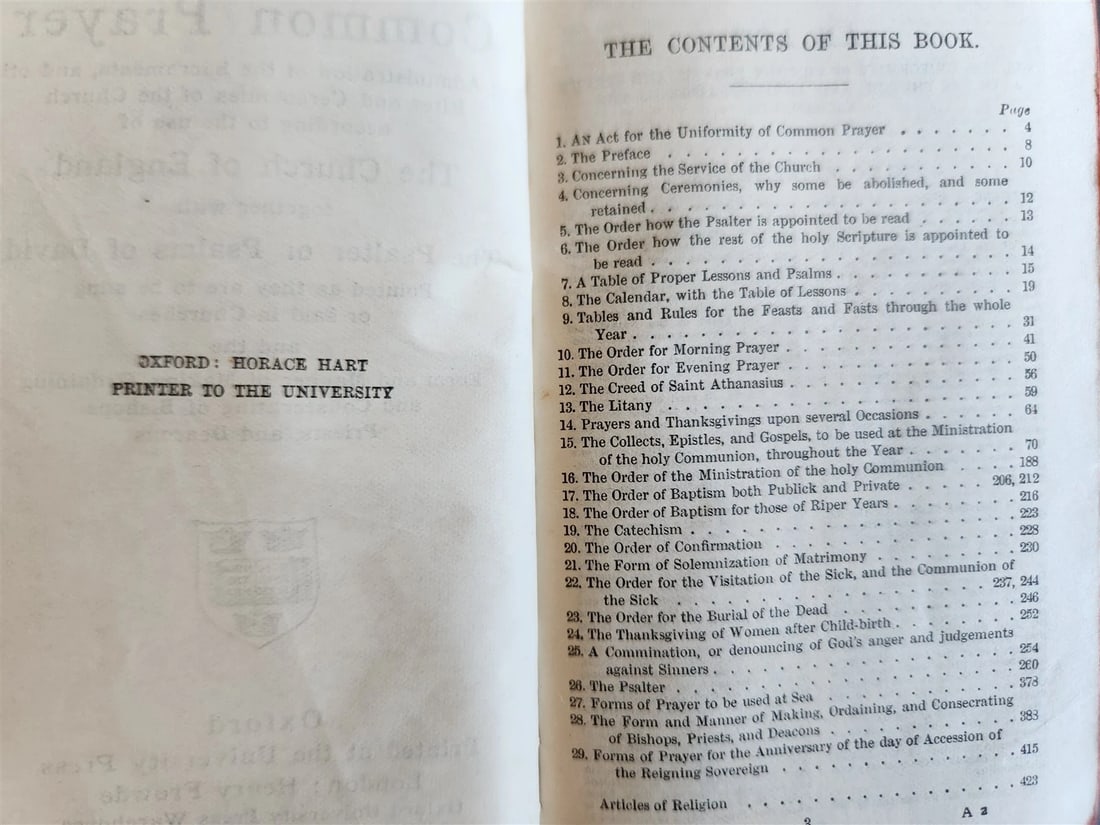 OXFORD: HORACE HART
PRINTER TO THE UNIVERSITY
THE CONTENTS OF THIS BOOK.
Page
1. AN Act for the Uniformity of Common Prayer . . . . . . . 4
2. The Preface . . . . . . . . . . . . . . 8
3. Concerning the Service of the Church . . . . . . . . 10
4. Concerning Ceremonies, why some be abolished, and some
retained . . . . . . . . . . . . . . 12
5. The Order how the Psalter is appointed to be read . . . . . . 13
6. The Order how the rest of the holy Scripture is appointed to
be read . . . . . . . . . . . . . . 14
7. A Table of Proper Lessons and Psalms . . . . . . . . 15
8. The Calendar, with the Table of Lessons . . . . . . . . 19
9. Tables and Rules for the Feasts and Fasts through the whole
Year . . . . . . . . . . . . . . 31
10. The Order for Morning Prayer . . . . . . . . . . 41
11. The Order for Evening Prayer . . . . . . . . . . 50
12. The Creed of Saint Athanasius . . . . . . . . . . 56
13. The Litany . . . . . . . . . . . . . . 59
14. Prayers and Thanksgivings upon several Occasions . . . . . . 64
15. The Collects, Epistles, and Gospels, to be used at the Ministration
of the holy Communion, throughout the Year . . . . . . 70
16. The Order of the Ministration of the holy Communion . . . . 188
17. The Order of Baptism both Publick and Private . . . . . 206, 212
18. The Order of Baptism for those of Riper Years . . . . . . 216
19. The Catechism . . . . . . . . . . . . . 223
20. The Order of Confirmation . . . . . . . . . . 228
21. The Form of Solemnization of Matrimony . . . . . . . 230
22. The Order for the Visitation of the Sick, and the Communion of
the Sick . . . . . . . . . . . . 237, 244
23. The Order for the Burial of the Dead . . . . . . . . 246
24. The Thanksgiving of Women after Child-birth . . . . . . 252
25. A Commination, or denouncing of God's anger and judgements
against Sinners . . . . . . . . . . . . 254
26. The Psalter . . . . . . . . . . . . . . 260
27. Forms of Prayer to be used at Sea . . . . . . . . . 378
28. The Form and Manner of Making, Ordaining, and Consecrating
of Bishops, Priests, and Deacons . . . . . . . . . 383
29. Forms of Prayer for the Anniversary of the day of Accession of
the Reigning Sovereign . . . . . . . . . . 415
Articles of Religion . . . . . . . . . . . . 423
A 2